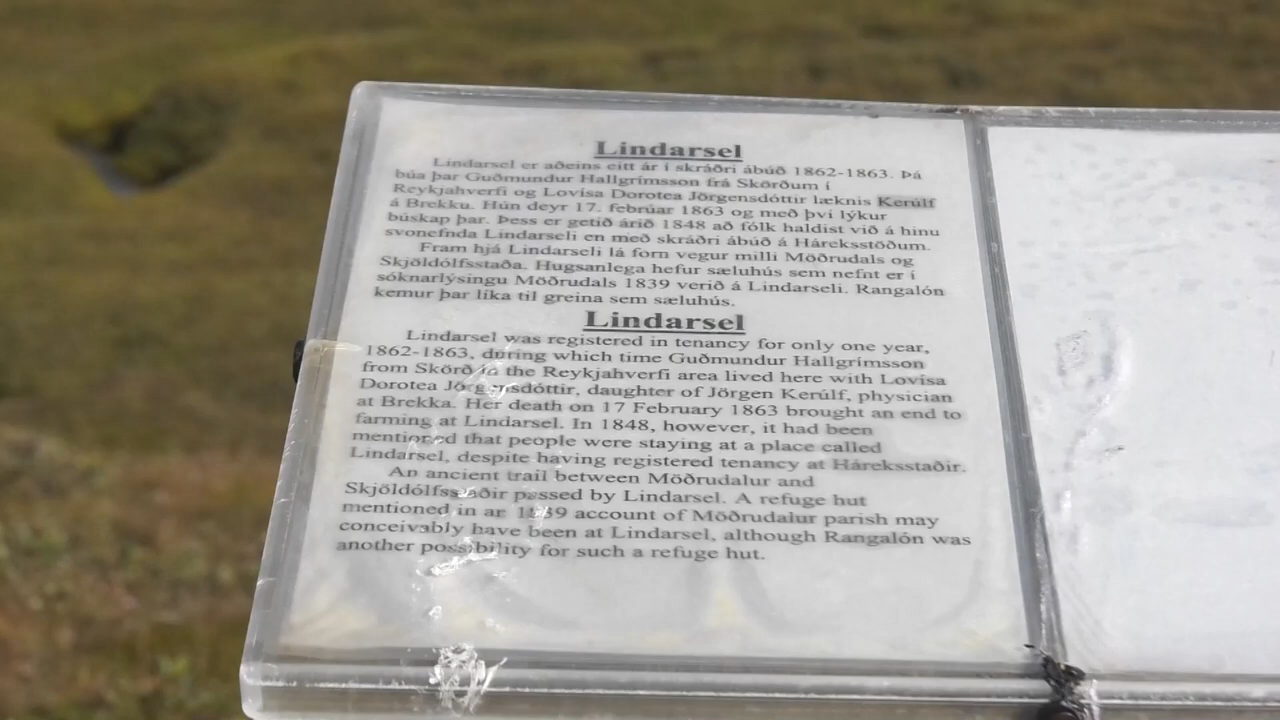 Lindarsel
Lindarsel er aðeins eitt ár í skráðri ábúð 1862-1863. Þá
búa þar Guðmundur Hallgrímsson frá Skörðum í
Reykjahverfi og Lovísa Dorotea Jörgensdóttir læknis Kerúlf
á Brekku. Hún deyr 17. febrúar 1863 og með því lýkur
búskap þar. Þess er getið árið 1848 að fólk haldist við á hinu
svonefnda Lindarseli en með skráðri ábúð á Háreksstöðum.
Fram hjá Lindarseli lá forn vegur milli Möðrudals og
Skjöldólfsstaða. Hugsanlega hefur sæluhús sem nefnt er í
sóknarlýsingu Möðrudals 1839 verið á Lindarseli. Rangalón
kemur þar líka til greina sem sæluhús.
Lindarsel
Lindarsel was registered in tenancy for only one year,
1862-1863, during which time Guðmundur Hallgrímsson
from Skörð in the Reykjahverfi area lived here with Lovísa
Dorotea Jörgensdóttir, daughter of Jörgen Kerúlf, physician
at Brekka. Her death on 17 February 1863 brought an end to
farming at Lindarsel. In 1848, however, it had been
mentioned that people were staying at a place called
Lindarsel, despite having registered tenancy at Háreksstaðir.
An ancient trail between Möðrudalur and
Skjöldólfsstaðir passed by Lindarsel. A refuge hut
mentioned in an 1839 account of Möðrudalur parish may
conceivably have been at Lindarsel, although Rangalón was
another possibility for such a refuge hut.